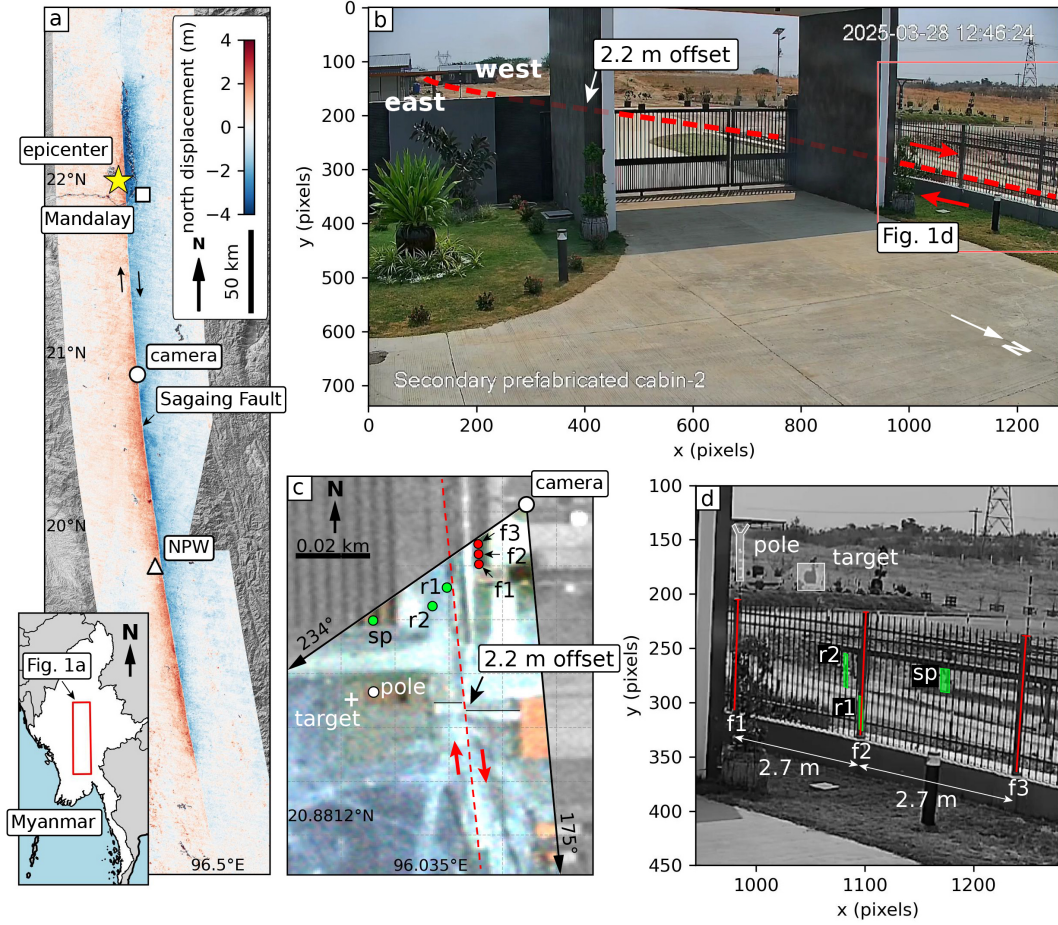 a
north displacement (m)
4
2
0
−2
−4
N
50 km
epicenter
22°N
Mandalay
camera
21°N
Sagaing Fault
20°N
NPW
N
Fig. 1a
Myanmar
96.5°E
b
0
100
200
300
400
500
600
700
y (pixels)
2025-03-28 12:46:24
2.2 m offset
west
east
Fig. 1d
N
Secondary prefabricated cabin-2
0
200
400
600
800
1000
1200
x (pixels)
c
camera
N
0.02 km
f3
f2
f1
r1
r2
sp
234°
2.2 m offset
pole
target
20.8812°N
175°
96.035°E
d
100
150
200
250
300
350
400
450
y (pixels)
pole
target
r2
sp
r1
f1
f2
f3
2.7 m
2.7 m
1000
1100
1200
x (pixels)